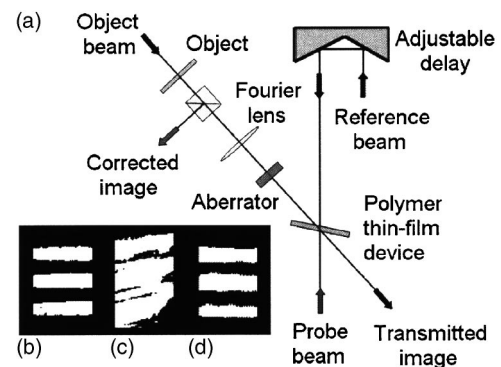 (a)
Object
beam
Object
Fourier
lens
Adjustable
delay
Reference
beam
Corrected
image
Aberrator
Polymer
thin-film
device
(b)
(c)
(d)
Probe
beam
Transmitted
image